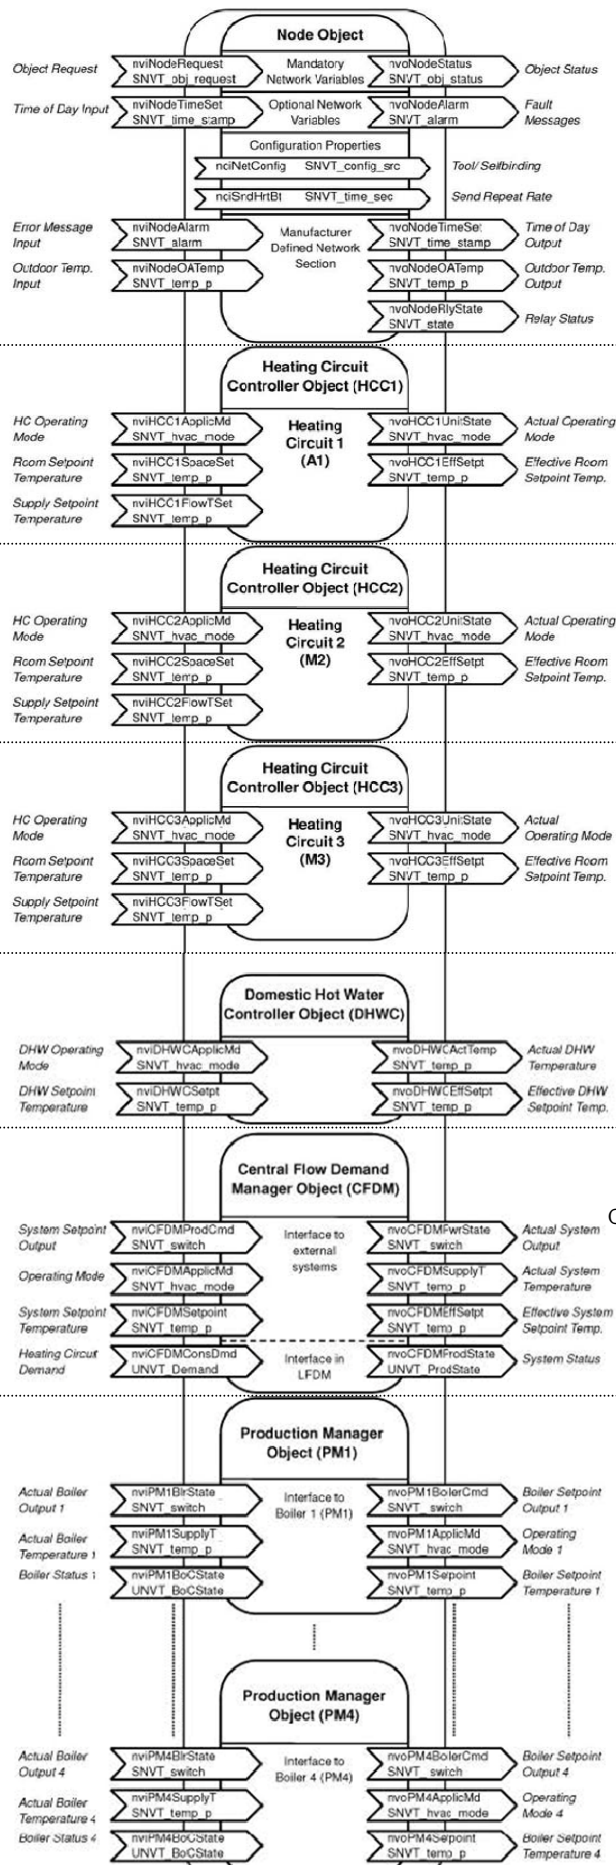 Node Object
Object Request
nviNodeRequest
SNVT_obj_request
Mandatory
Network Variables
nvoNodeStatus
SNVT_obj_status
Object Status
Time of Day Input
nviNodeTimeSet
SNVT_time_stamp
Optional Network
Variables
nvoNodeAlarm
SNVT_alarm
Fault
Messages
Configuration Properties
nciNetConfig SNVT_config_src
Tool/ Selfbinding
nciSndHrtBt SNVT_time_sec
Send Repeat Rate
Error Message
Input
nviNodeAlarm
SNVT_alarm
Manufacturer
Defined Network
Section
nvoNodeTimeSet
SNVT_time_stamp
Time of Day
Output
Outdoor Temp.
Input
nviNodeOATemp
SNVT_temp_p
nvoNodeOATemp
SNVT_temp_p
Outdoor Temp.
Output
nvoNodeRlyState
SNVT_state
Relay Status
Heating Circuit
Controller Object (HCC1)
HC Operating
Mode
nviHCC1ApplicMd
SNVT_hvac_mode
Heating
Circuit 1
(A1)
nvoHCC1UnitState
SNVT_hvac_mode
Actual Operating
Mode
Room Setpoint
Temperature
nviHCC1SpaceSet
SNVT_temp_p
nvoHCC1EffSetpt
SNVT_temp_p
Effective Room
Setpoint Temp.
Supply Setpoint
Temperature
nviHCC1FlowTSet
SNVT_temp_p
Heating Circuit
Controller Object (HCC2)
HC Operating
Mode
nviHCC2ApplicMd
SNVT_hvac_mode
Heating
Circuit 2
(M2)
nvoHCC2UnitState
SNVT_hvac_mode
Actual Operating
Mode
Room Setpoint
Temperature
nviHCC2SpaceSet
SNVT_temp_p
nvoHCC2EffSetpt
SNVT_temp_p
Effective Room
Setpoint Temp.
Supply Setpoint
Temperature
nviHCC2FlowTSet
SNVT_temp_p
Heating Circuit
Controller Object (HCC3)
HC Operating
Mode
nviHCC3ApplicMd
SNVT_hvac_mode
Heating
Circuit 3
(M3)
nvoHCC3UnitState
SNVT_hvac_mode
Actual
Operating Mode
Room Setpoint
Temperature
nviHCC3SpaceSet
SNVT_temp_p
nvoHCC3EffSetpt
SNVT_temp_p
Effective Room
Setpoint Temp.
Supply Setpoint
Temperature
nviHCC3FlowTSet
SNVT_temp_p
Domestic Hot Water
Controller Object (DHWC)
DHW Operating
Mode
nviDHWCApplicMd
SNVT_hvac_mode
nvoDHWCActTemp
SNVT_temp_p
Actual DHW
Temperature
DHW Setpoint
Temperature
nviDHWCSetpt
SNVT_temp_p
nvoDHWCEffSetpt
SNVT_temp_p
Effective DHW
Setpoint Temp.
Central Flow Demand
Manager Object (CFDM)
System Setpoint
Output
nviCFDMProdCmd
SNVT_switch
Interface to
external
systems
nvoCFDMPwrState
SNVT_switch
Actual System
Output
Operating Mode
nviCFDMApplicMd
SNVT_hvac_mode
nvoCFDMSupplyT
SNVT_temp_p
Actual System
Temperature
System Setpoint
Temperature
nviCFDMSetpoint
SNVT_temp_p
nvoCFDMEffSetpt
SNVT_temp_p
Effective System
Setpoint Temp.
Heating Circuit
Demand
nviCFDMConsDmd
UNVT_Demand
Interface in
LFDM
nvoCFDMProdState
UNVT_ProdState
System Status
Production Manager
Object (PM1)
Actual Boiler
Output 1
nviPM1BlrState
SNVT_switch
Interface to
Boiler 1 (PM1)
nvoPM1BoilerCmd
SNVT_switch
Boiler Setpoint
Output 1
Actual Boiler
Temperature 1
nviPM1SupplyT
SNVT_temp_p
nvoPM1ApplicMd
SNVT_hvac_mode
Operating
Mode 1
Boiler Status 1
nviPM1BoCState
UNVT_BoCState
nvoPM1Setpoint
SNVT_temp_p
Boiler Setpoint
Temperature 1
Production Manager
Object (PM4)
Actual Boiler
Output 4
nviPM4BlrState
SNVT_switch
Interface to
Boiler 4 (PM4)
nvoPM4BoilerCmd
SNVT_switch
Boiler Setpoint
Output 4
Actual Boiler
Temperature 4
nviPM4SupplyT
SNVT_temp_p
nvoPM4ApplicMd
SNVT_hvac_mode
Operating
Mode 4
Boiler Status 4
nviPM4BoCState
UNVT_BoCState
nvoPM4Setpoint
SNVT_temp_p
Boiler Setpoint
Temperature 4